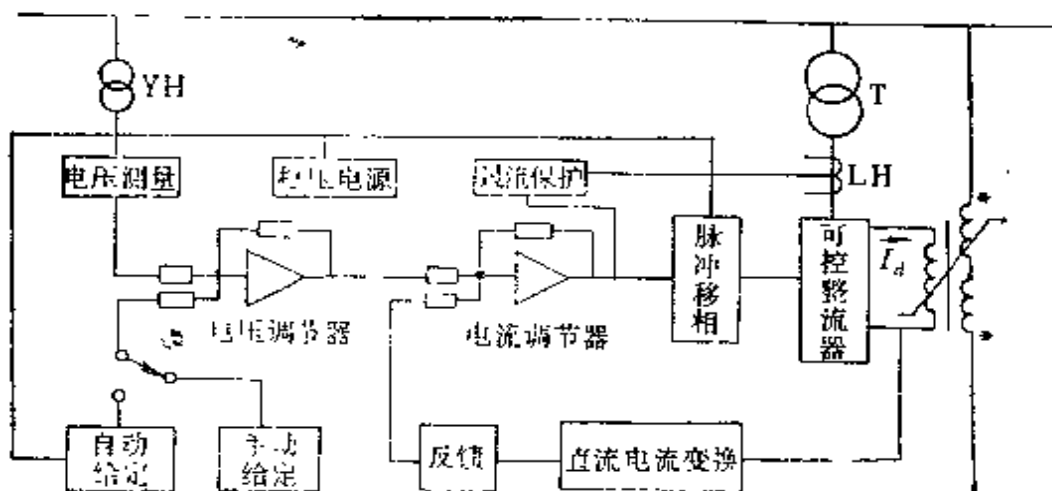 YH
T
电压测量
稳压电源
过流保护
LH
脉冲移相
可控整流器
I_d
电压调节器
电流调节器
自动
给定
手动
给定
反馈
直流电流变换